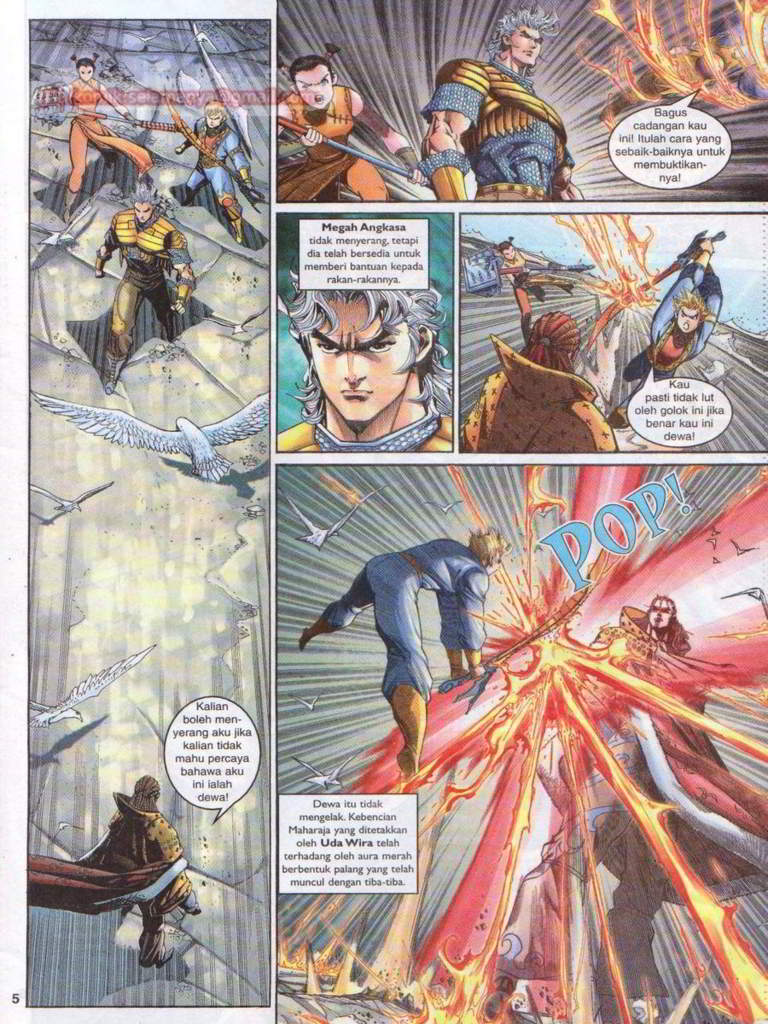 Kalian
boleh men-
yerang aku jika
kalian tidak
mahu percaya
bahawa aku
ini ialah
dewa!
Bagus
cadangan kau
ini! Itulah cara yang
sebaik-baiknya untuk
membuktikan-
nya!
Megah Angkasa
tidak menyerang, tetapi
dia telah bersedia untuk
memberi bantuan kepada
rakan-rakannya.
Kau
pasti tidak lut
oleh golok ini jika
benar kau ini
dewa!
POP!
Dewa itu tidak
mengelak. Kebencian
Maharaja yang ditetakkan
oleh Uda Wira telah
terhadang oleh aura merah
berbentuk palang yang telah
muncul dengan tiba-tiba.
5